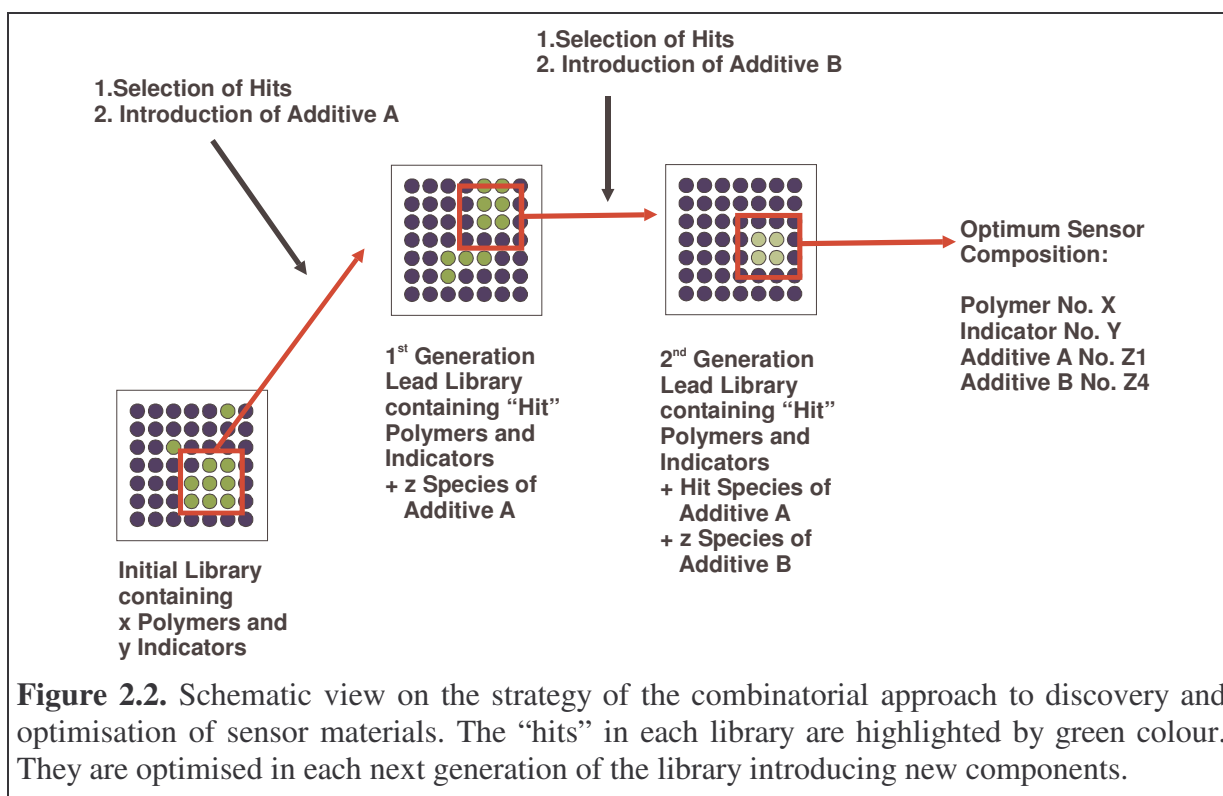 1.Selection of Hits
2. Introduction of Additive A
1.Selection of Hits
2. Introduction of Additive B
Initial Library
containing
x Polymers and
y Indicators
1st Generation
Lead Library
containing “Hit”
Polymers and
Indicators
+ z Species of
Additive A
2nd Generation
Lead Library
containing “Hit”
Polymers and
Indicators
+ Hit Species of
Additive A
+ z Species of
Additive B
Optimum Sensor
Composition:
Polymer No. X
Indicator No. Y
Additive A No. Z1
Additive B No. Z4
Figure 2.2. Schematic view on the strategy of the combinatorial approach to discovery and
optimisation of sensor materials. The “hits” in each library are highlighted by green colour.
They are optimised in each next generation of the library introducing new components.